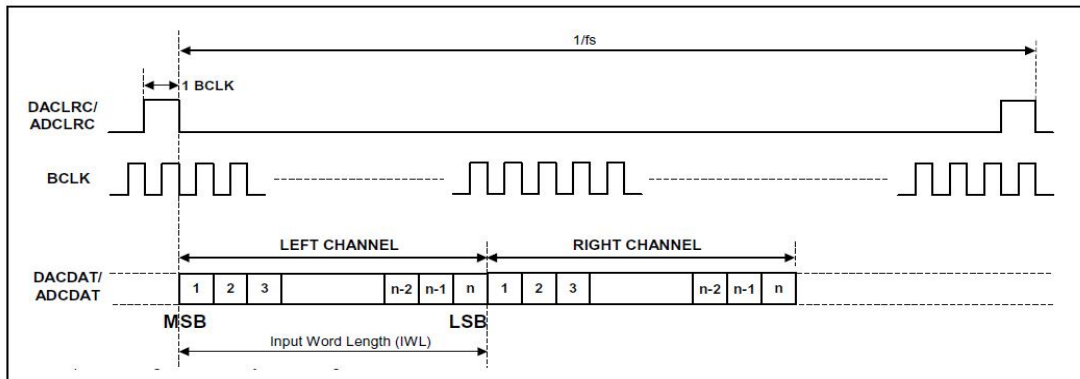 1/fs
1 BCLK
DACLRC/
ADCLRC
BCLK
LEFT CHANNEL
RIGHT CHANNEL
DACDAT/
ADCDAT
1 2 3 n-2 n-1 n 1 2 3 n-2 n-1 n
MSB LSB
Input Word Length (IWL)